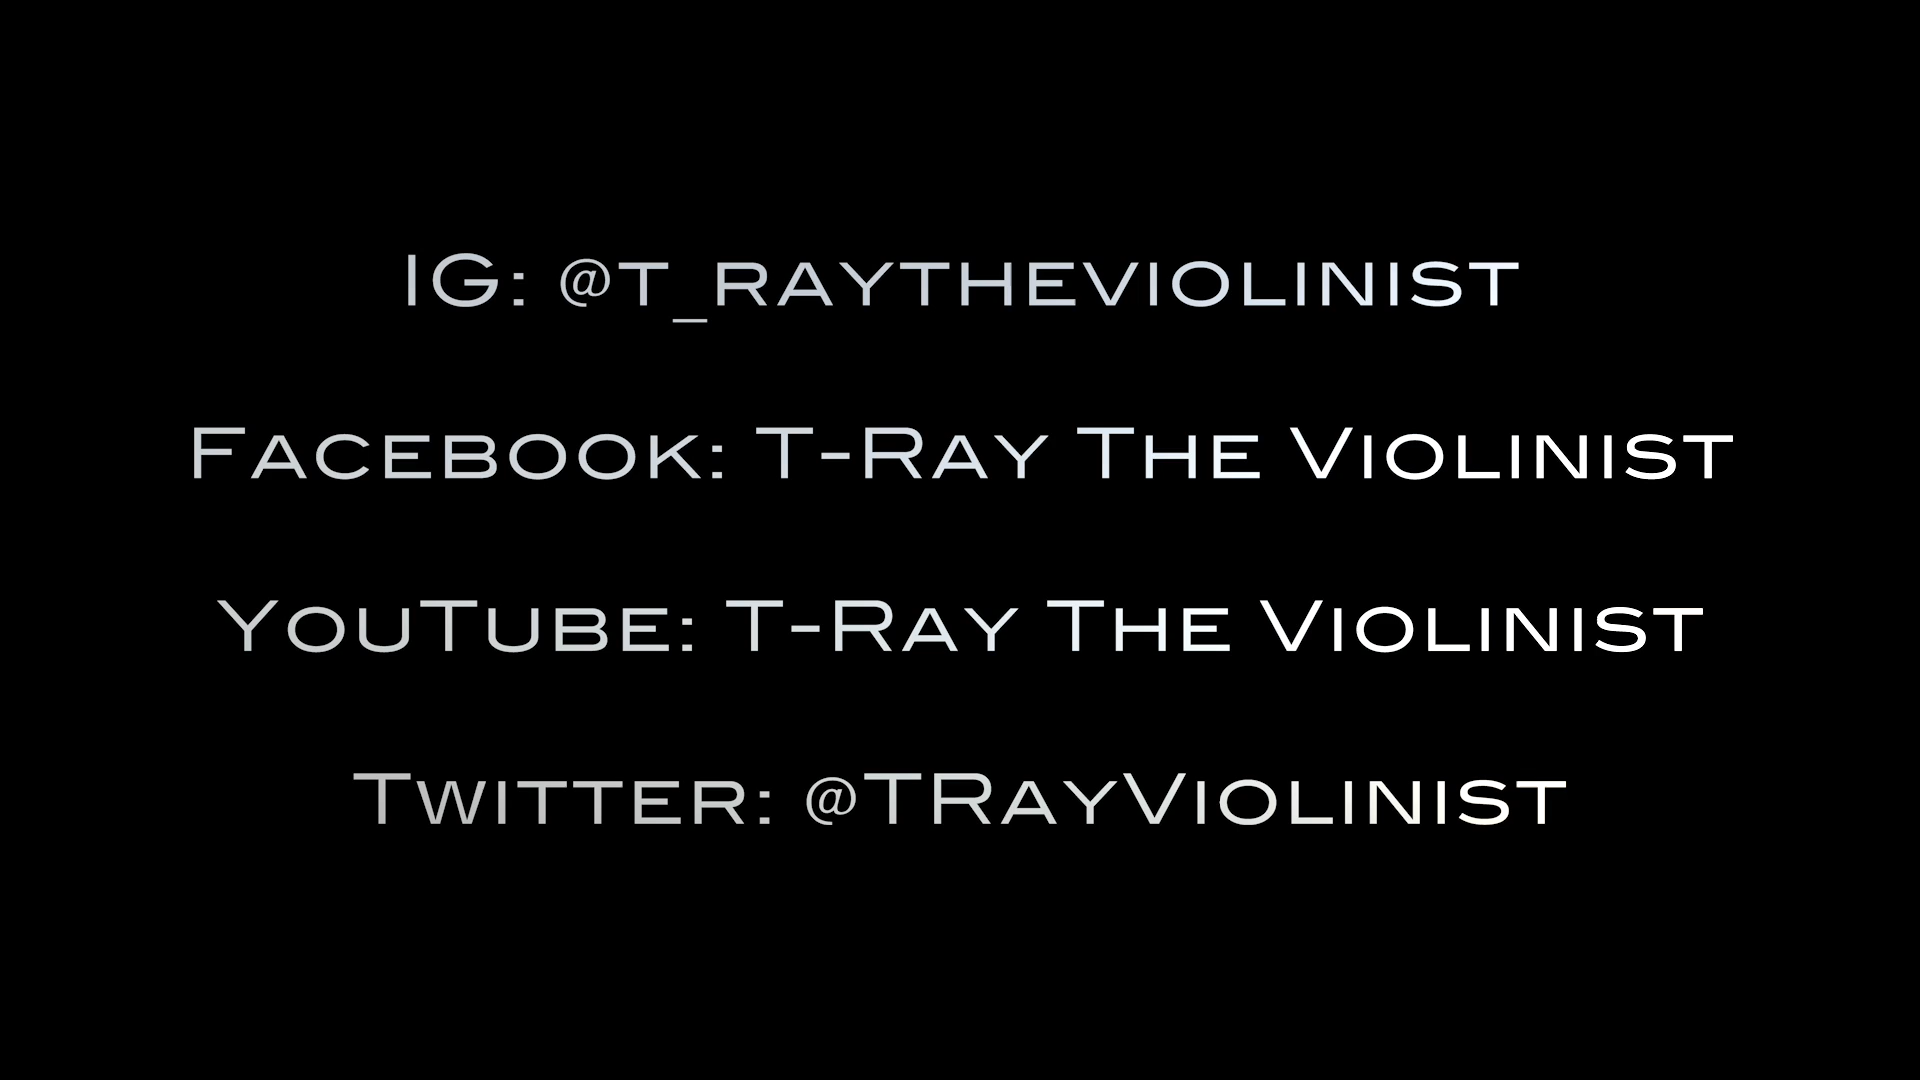 IG: @t_raytheviolinist
Facebook: T-Ray The Violinist
YouTube: T-Ray The Violinist
Twitter: @TRayViolinist